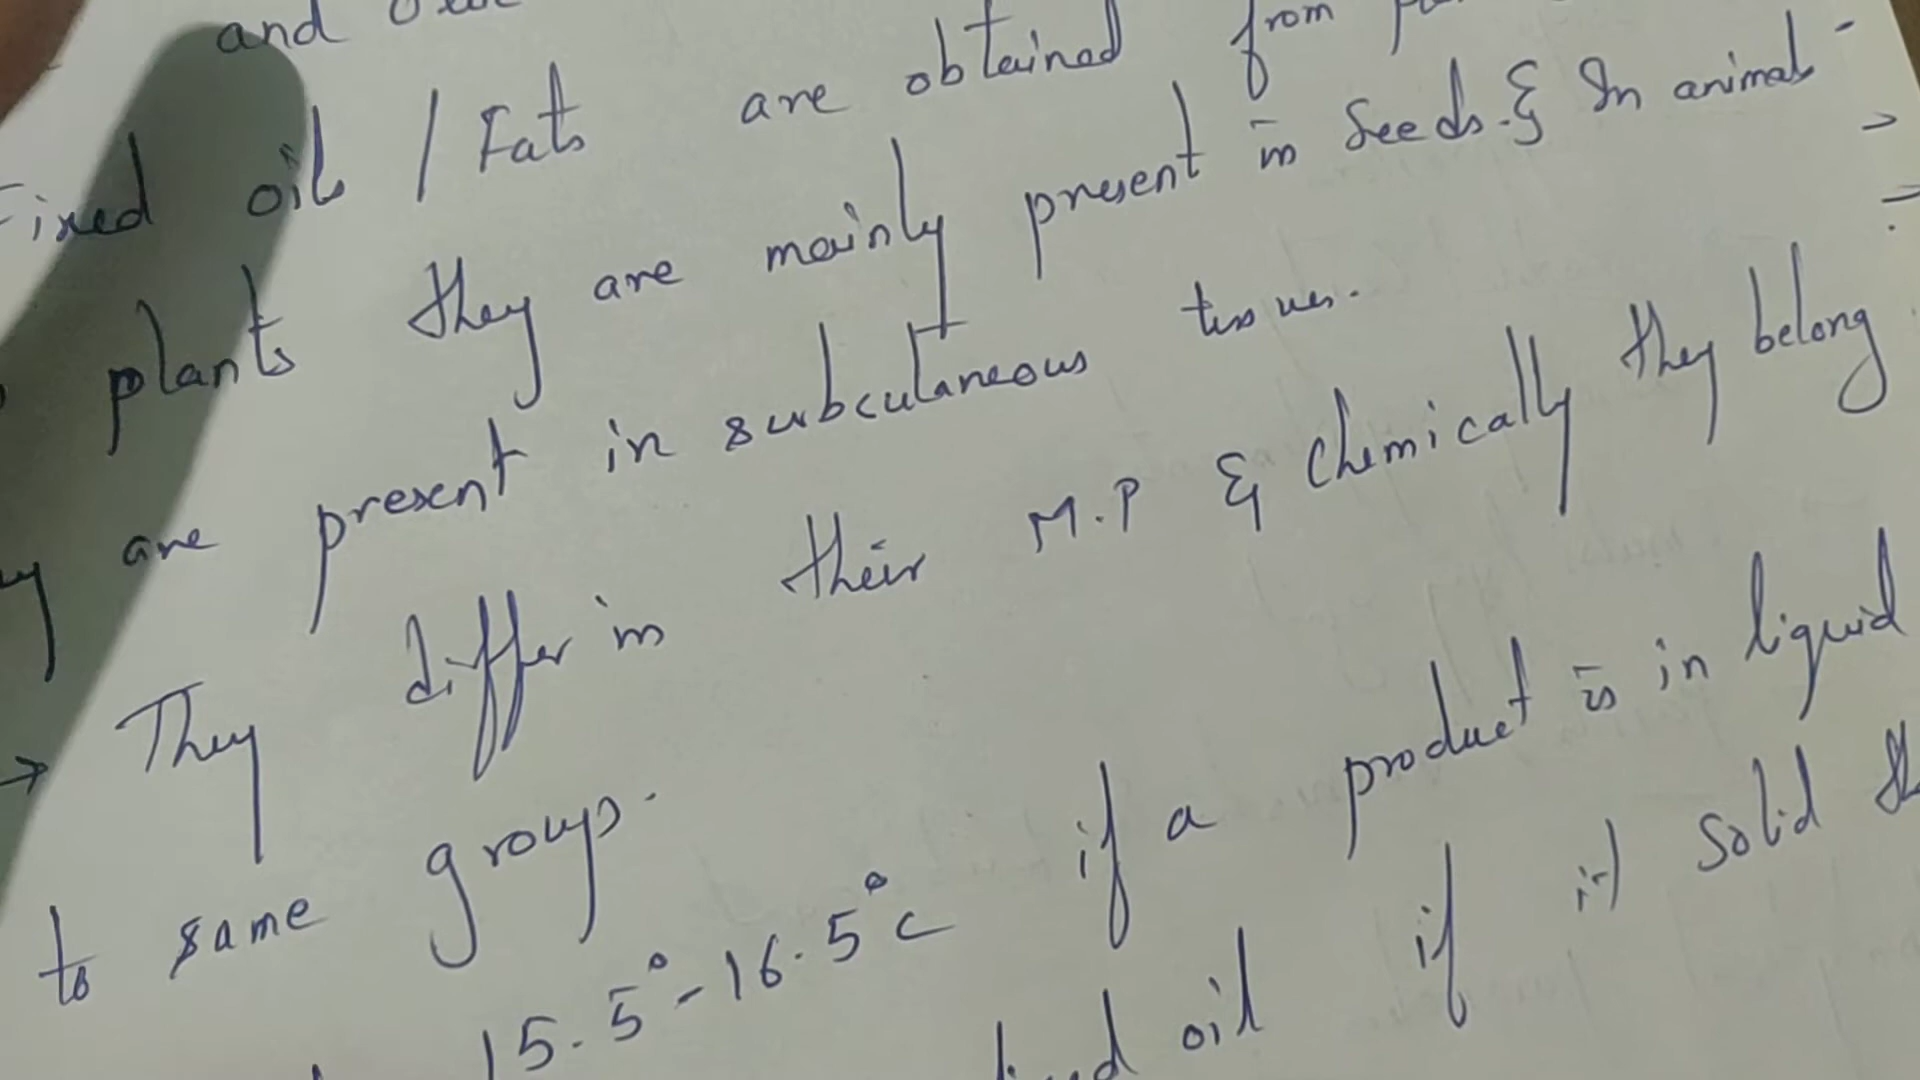 and
Fixed oils / Fats are obtained from
plants they are mainly present in Seeds. & In animal -
are present in subcutaneous tissues.
→ They differ in their M.P & Chemically they belong
to same group.
15.5° - 16.5°c if a product is in liquid
oil if it solid